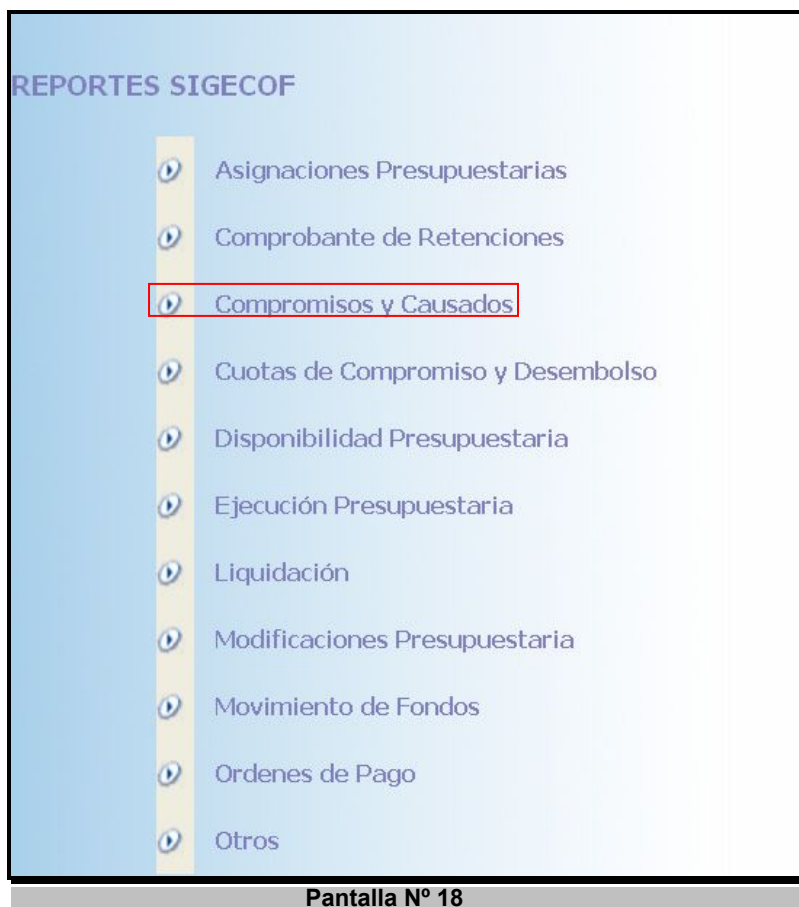 REPORTES SIGECOF
Asignaciones Presupuestarias
Comprobante de Retenciones
Compromisos y Causados
Cuotas de Compromiso y Desembolso
Disponibilidad Presupuestaria
Ejecución Presupuestaria
Liquidación
Modificaciones Presupuestaria
Movimiento de Fondos
Ordenes de Pago
Otros
Pantalla Nº 18